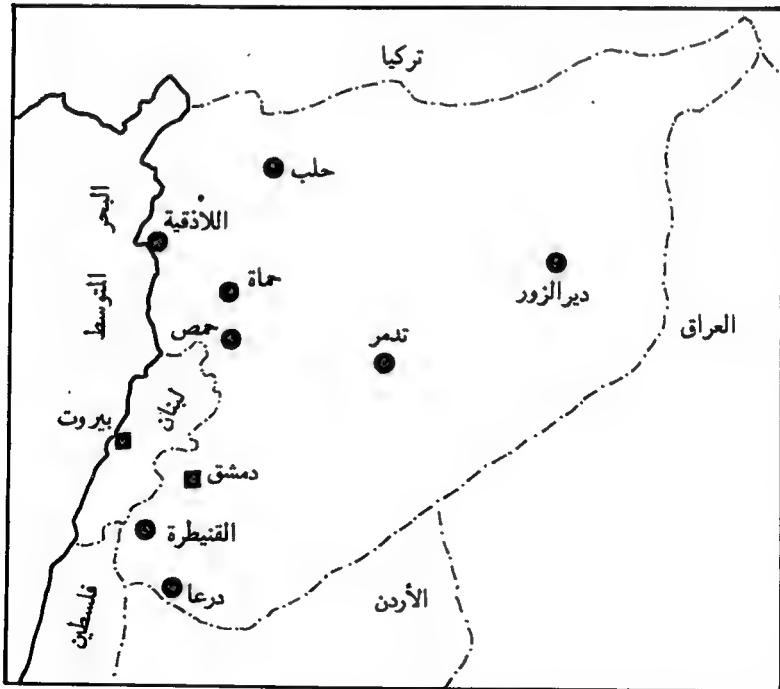 تركيا
حلب
البحر
المتوسط
اللاذقية
حماة
ديرالزور
حمص
تدمر
العراق
لبنان
بيروت
دمشق
القنيطرة
درعا
الأردن
فلسطين